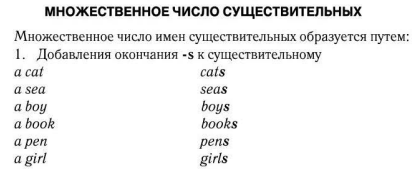 МНОЖЕСТВЕННОЕ ЧИСЛО СУЩЕСТВИТЕЛЬНЫХ
Множественное число имен существительных образуется путем:
1. Добавления окончания -s к существительному
a cat cats
a sea seas
a boy boys
a book books
a pen pens
a girl girls